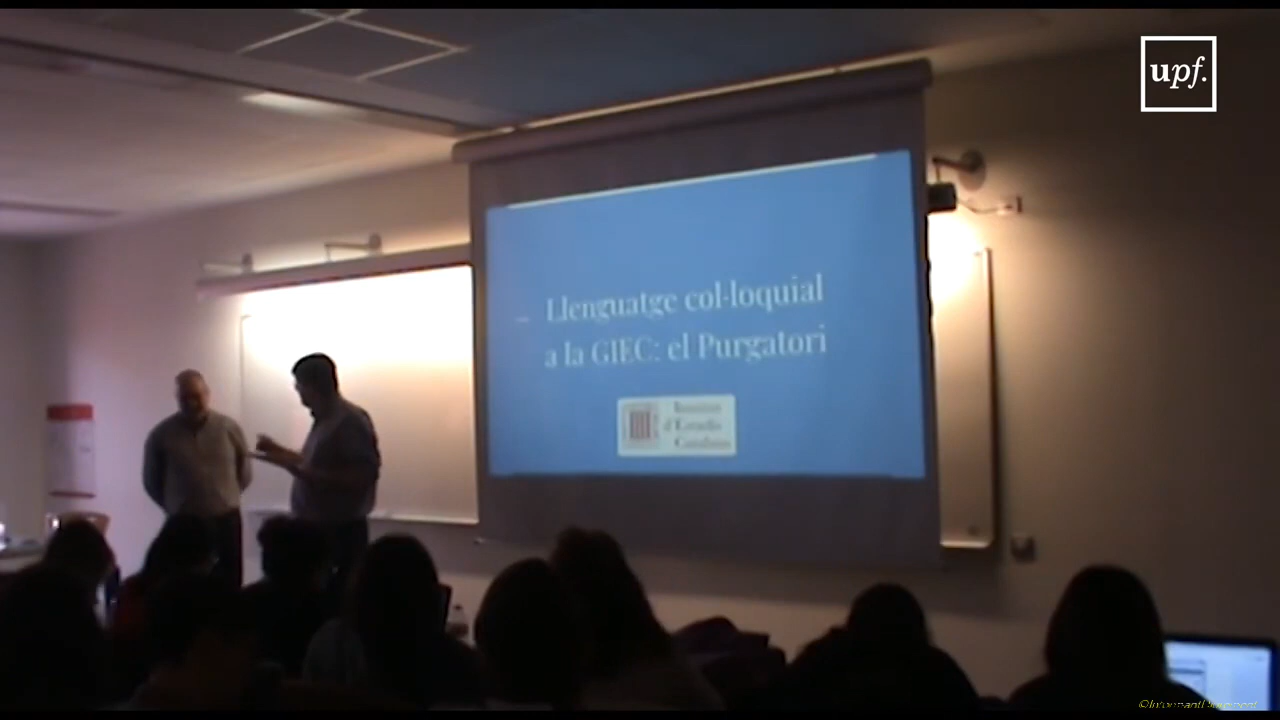 upf.
Llenguatge col·loquial
a la GIEC: el Purgatori
Institut
d'Estudis
Catalans